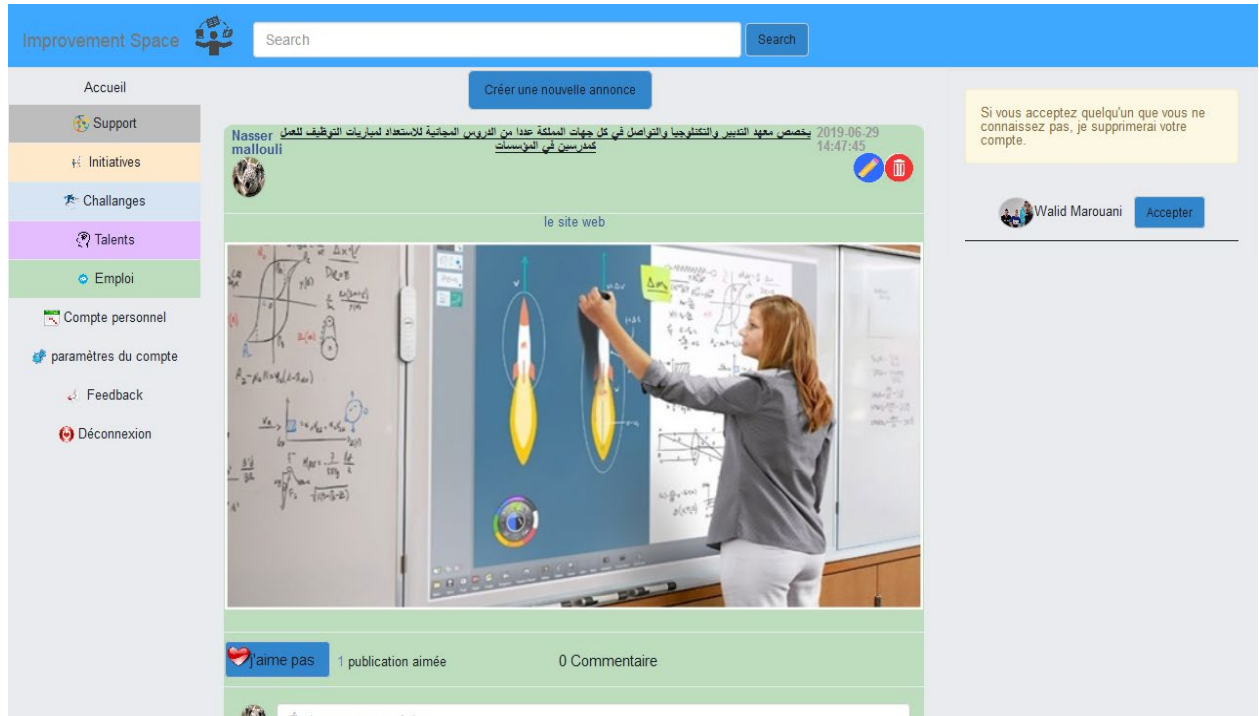 Improvement Space
Search
Search
Accueil
Support
Initiatives
Challanges
Talents
Emploi
Compte personnel
paramètres du compte
Feedback
Déconnexion
Créer une nouvelle annonce
Nasser
mallouli
يخصص معهد التدبير والتكنلوجيا والتواصل في كل جهات المملكة عددا من الدروس المجانية للاستعداد لمباريات التوظيف للعمل
كمدرسين في المؤسسات
2019-06-29
14:47:45
le site web
j'aime pas
1 publication aimée
0 Commentaire
Si vous acceptez quelqu'un que vous ne
connaissez pas, je supprimerai votre
compte.
Walid Marouani
Accepter